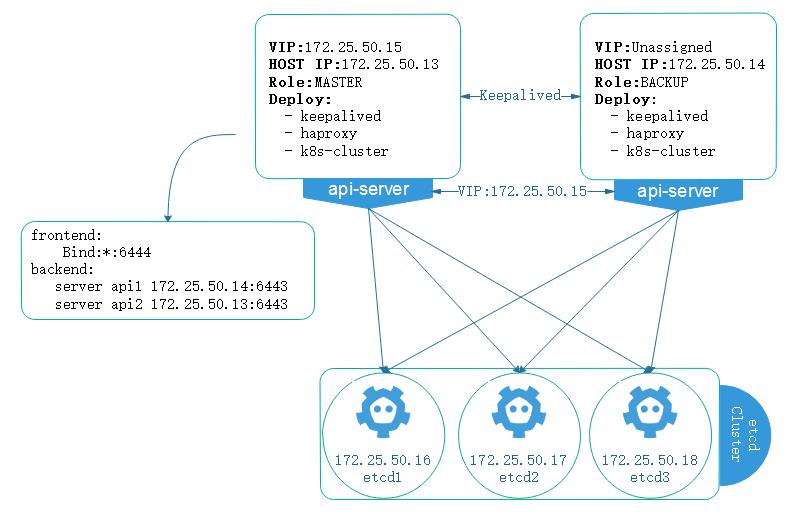 VIP:172.25.50.15
HOST IP:172.25.50.13
Role:MASTER
Deploy:
- keepalived
- haproxy
- k8s-cluster
api-server
Keepalived
VIP:172.25.50.15
VIP:Unassigned
HOST IP:172.25.50.14
Role:BACKUP
Deploy:
- keepalived
- haproxy
- k8s-cluster
api-server
frontend:
Bind:*:6444
backend:
server api1 172.25.50.14:6443
server api2 172.25.50.13:6443
172.25.50.16
etcd1
172.25.50.17
etcd2
172.25.50.18
etcd3
etcd
Cluster